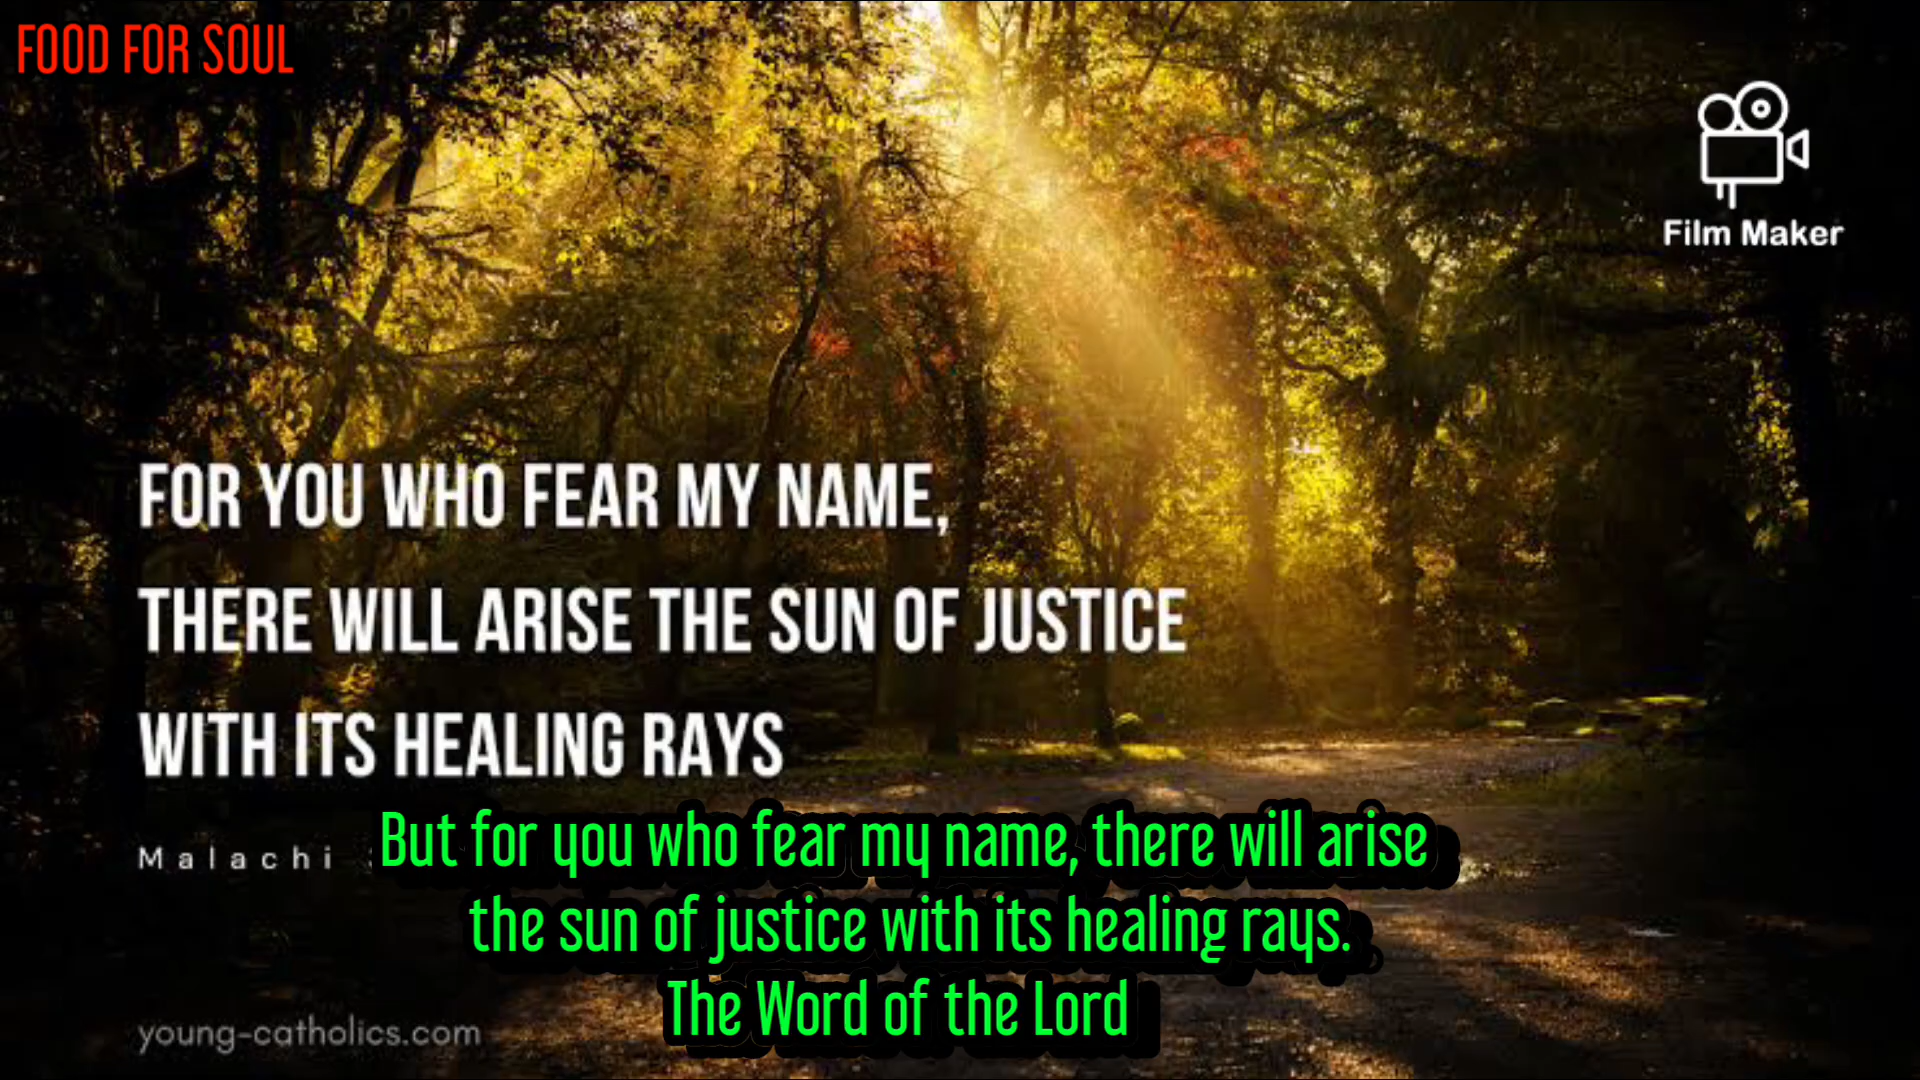 FOOD FOR SOUL
Film Maker
FOR YOU WHO FEAR MY NAME,
THERE WILL ARISE THE SUN OF JUSTICE
WITH ITS HEALING RAYS
Malachi
But for you who fear my name, there will arise
the sun of justice with its healing rays.
The Word of the Lord
young-catholics.com